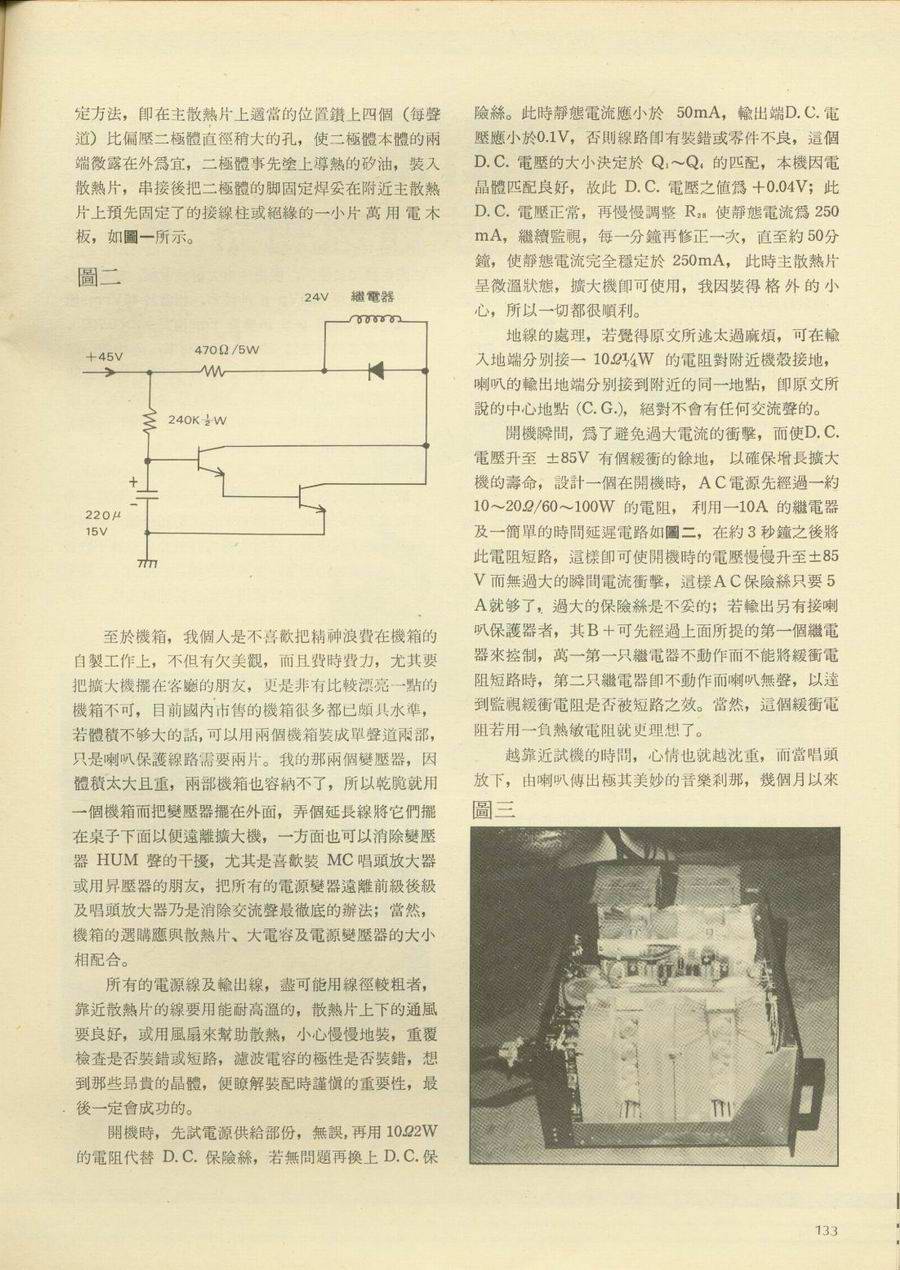 定方法，卽在主散熱片上適當的位置鑽上四個（每聲
道）比偏壓二極體直徑稍大的孔，使二極體本體的兩
端微露在外爲宜，二極體事先塗上導熱的矽油，裝入
散熱片，串接後把二極體的脚固定焊妥在附近主散熱
片上預先固定了的接線柱或絕緣的一小片萬用電木
板，如圖一所示。
圖二
24V 繼電器
+45V
470Ω/5W
240K½W
+
-
220μ
15V
至於機箱，我個人是不喜歡把精神浪費在機箱的
自製工作上，不但有欠美觀，而且費時費力，尤其要
把擴大機擺在客廳的朋友，更是非有比較漂亮一點的
機箱不可，目前國內市售的機箱很多都已頗具水準，
若體積不够大的話，可以用兩個機箱裝成單聲道兩部，
只是喇叭保護線路需要兩片。我的那兩個變壓器，因
體積太大且重，兩部機箱也容納不了，所以乾脆就用
一個機箱而把變壓器擺在外面，弄個延長線將它們擺
在桌子下面以便遠離擴大機，一方面也可以消除變壓
器 HUM 聲的干擾，尤其是喜歡裝 MC 唱頭放大器
或用昇壓器的朋友，把所有的電源變器遠離前級後級
及唱頭放大器乃是消除交流聲最徹底的辦法；當然，
機箱的選購應與散熱片、大電容及電源變壓器的大小
相配合。
所有的電源線及輸出線，盡可能用線徑較粗者，
靠近散熱片的線要用能耐高溫的，散熱片上下的通風
要良好，或用風扇來幫助散熱，小心慢慢地裝，重覆
檢查是否裝錯或短路，濾波電容的極性是否裝錯，想
到那些昂貴的晶體，便瞭解裝配時謹愼的重要性，最
後一定會成功的。
開機時，先試電源供給部份，無誤，再用 10Ω2W
的電阻代替 D.C. 保險絲，若無問題再換上 D.C.保
險絲。此時靜態電流應小於 50mA，輸出端D.C.電
壓應小於0.1V，否則線路卽有裝錯或零件不良，這個
D.C. 電壓的大小決定於 Q₁～Q₄ 的匹配，本機因電
晶體匹配良好，故此 D.C. 電壓之值爲 +0.04V；此
D.C. 電壓正常，再慢慢調整 R₂₈ 使靜態電流爲 250
mA，繼續監視，每一分鐘再修正一次，直至約50分
鐘，使靜態電流完全穩定於 250mA，此時主散熱片
呈微溫狀態，擴大機卽可使用，我因裝得格外的小
心，所以一切都很順利。
地線的處理，若覺得原文所述太過麻煩，可在輸
入地端分別接一 10Ω¼W 的電阻對附近機殼接地，
喇叭的輸出地端分別接到附近的同一地點，卽原文所
說的中心地點 (C.G.)，絕對不會有任何交流聲的。
開機瞬間，爲了避免過大電流的衝擊，而使D.C.
電壓升至 ±85V 有個緩衝的餘地，以確保增長擴大
機的壽命，設計一個在開機時，AC電源先經過一約
10～20Ω/60～100W 的電阻，利用一10A 的繼電器
及一簡單的時間延遲電路如圖二，在約3秒鐘之後將
此電阻短路，這樣卽可使開機時的電壓慢慢升至±85
V而無過大的瞬間電流衝擊，這樣AC保險絲只要5
A就够了，過大的保險絲是不妥的；若輸出另有接喇
叭保護器者，其B+可先經過上面所提的第一個繼電
器來控制，萬一第一只繼電器不動作而不能將緩衝電
阻短路時，第二只繼電器卽不動作而喇叭無聲，以達
到監視緩衝電阻是否被短路之效。當然，這個緩衝電
阻若用一負熱敏電阻就更理想了。
越靠近試機的時間，心情也就越沈重，而當唱頭
放下，由喇叭傳出極其美妙的音樂刹那，幾個月以來
圖三
133